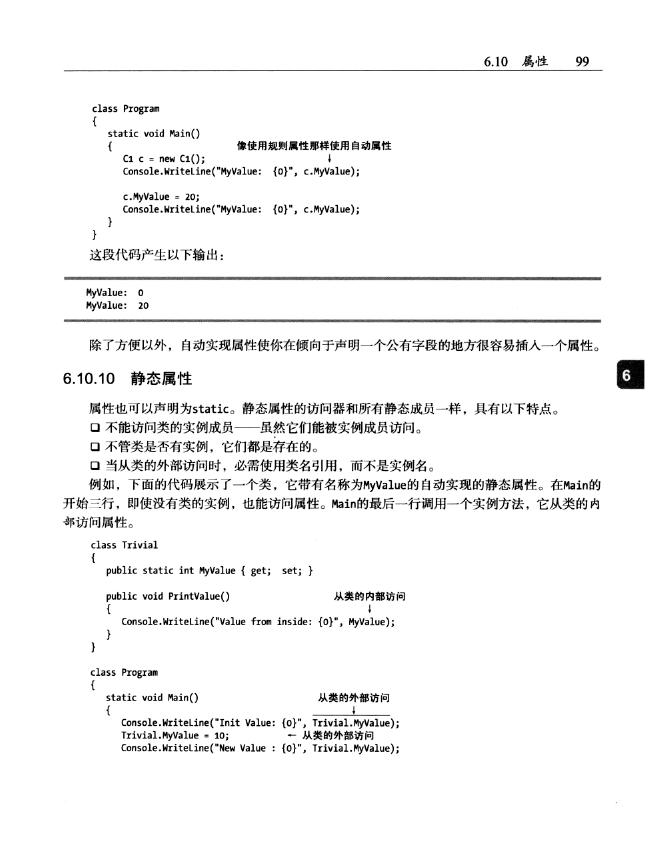 6.10 属性 99
class Program
{
static void Main()
{ 像使用规则属性那样使用自动属性
C1 c = new C1(); ↓
Console.WriteLine("MyValue: {0}", c.MyValue);
c.MyValue = 20;
Console.WriteLine("MyValue: {0}", c.MyValue);
}
}
这段代码产生以下输出：
MyValue: 0
MyValue: 20
除了方便以外，自动实现属性使你在倾向于声明一个公有字段的地方很容易插入一个属性。
6.10.10 静态属性
6
属性也可以声明为static。静态属性的访问器和所有静态成员一样，具有以下特点。
❑ 不能访问类的实例成员——虽然它们能被实例成员访问。
❑ 不管类是否有实例，它们都是存在的。
❑ 当从类的外部访问时，必需使用类名引用，而不是实例名。
例如，下面的代码展示了一个类，它带有名称为MyValue的自动实现的静态属性。在Main的
开始三行，即使没有类的实例，也能访问属性。Main的最后一行调用一个实例方法，它从类的内
部访问属性。
class Trivial
{
public static int MyValue { get; set; }
public void PrintValue() 从类的内部访问
{ ↓
Console.WriteLine("Value from inside: {0}", MyValue);
}
}
class Program
{
static void Main() 从类的外部访问
{ ↓
Console.WriteLine("Init Value: {0}", Trivial.MyValue);
Trivial.MyValue = 10; ← 从类的外部访问
Console.WriteLine("New Value : {0}", Trivial.MyValue);